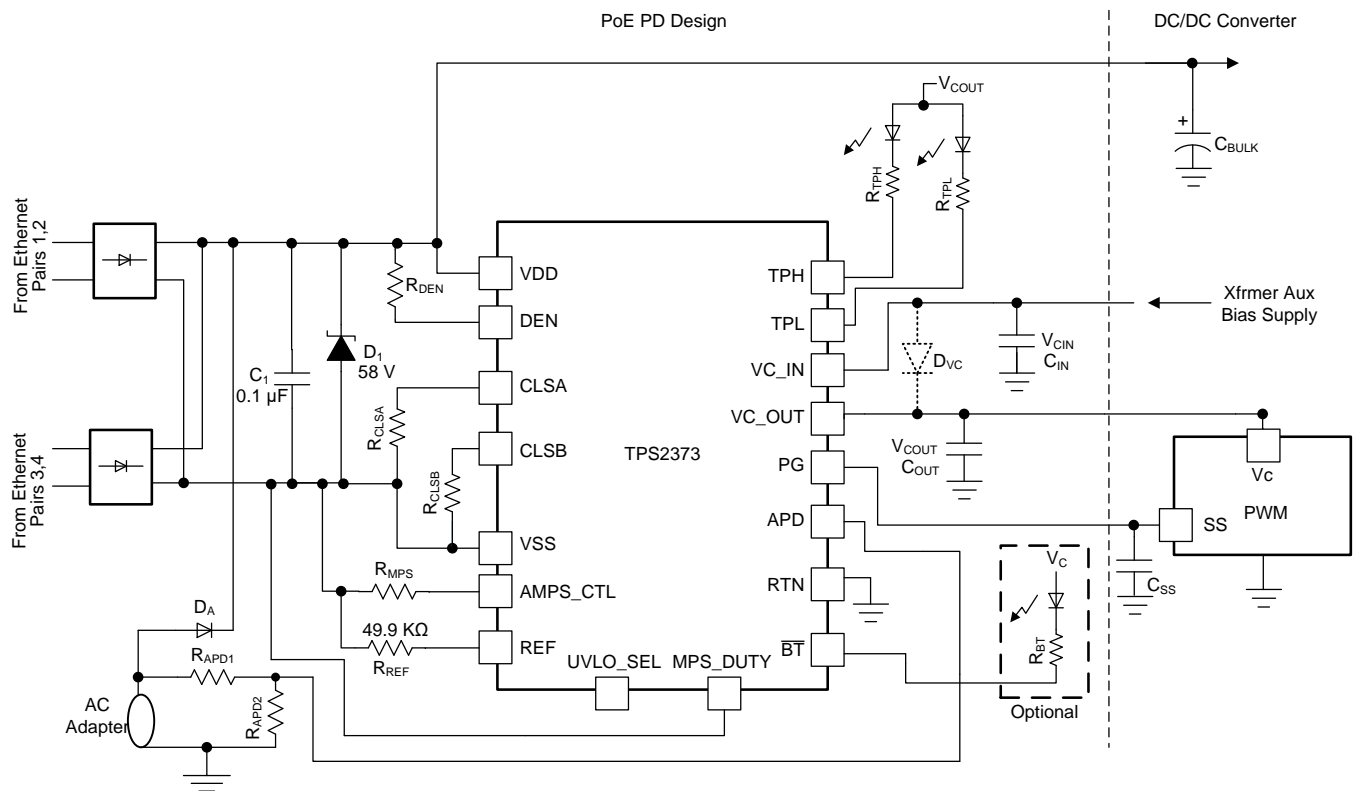 PoE PD Design
DC/DC Converter
VCOUT
+
CBULK
RTPH
RTPL
From Ethernet
Pairs 1,2
VDD
TPH
RDEN
DEN
TPL
Xfrmer Aux
Bias Supply
D1
58 V
C1
0.1 µF
CLSA
VC_IN
DVC
VCIN
CIN
RCLSA
VC_OUT
From Ethernet
Pairs 3,4
CLSB
TPS2373
VCOUT
COUT
RCLSB
PG
Vc
PWM
SS
APD
VSS
VC
CSS
RMPS
AMPS_CTL
RTN
DA
49.9 KΩ
RREF
REF
BT
RBT
RAPD1
UVLO_SEL
MPS_DUTY
AC
Adapter
RAPD2
Optional